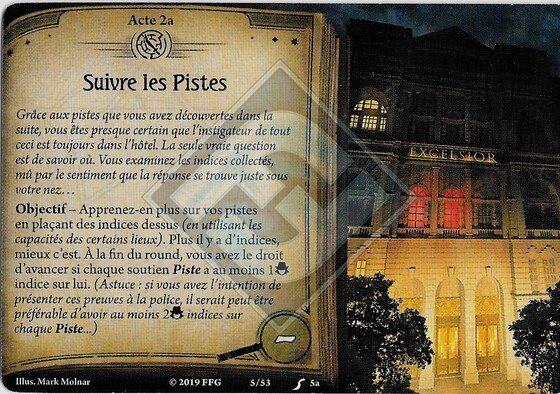 Acte 2a
Suivre les Pistes
Grâce aux pistes que vous avez découvertes dans la
suite, vous êtes presque certain que l'instigateur de tout
ceci est toujours dans l'hôtel. La seule vraie question
est de savoir où. Vous examinez les indices collectés,
mû par le sentiment que la réponse se trouve juste sous
votre nez…
Objectif – Apprenez-en plus sur vos pistes
en plaçant des indices dessus (en utilisant les
capacités des certains lieux). Plus il y a d'indices,
mieux c'est. À la fin du round, vous avez le droit
d'avancer si chaque soutien Piste a au moins 1
indice sur lui. (Astuce : si vous avez l'intention de
présenter ces preuves à la police, il serait peut être
préférable d'avoir au moins 2 indices sur
chaque Piste...)
–
EXCELSIOR
Illus. Mark Molnar © 2019 FFG 5/53 5a